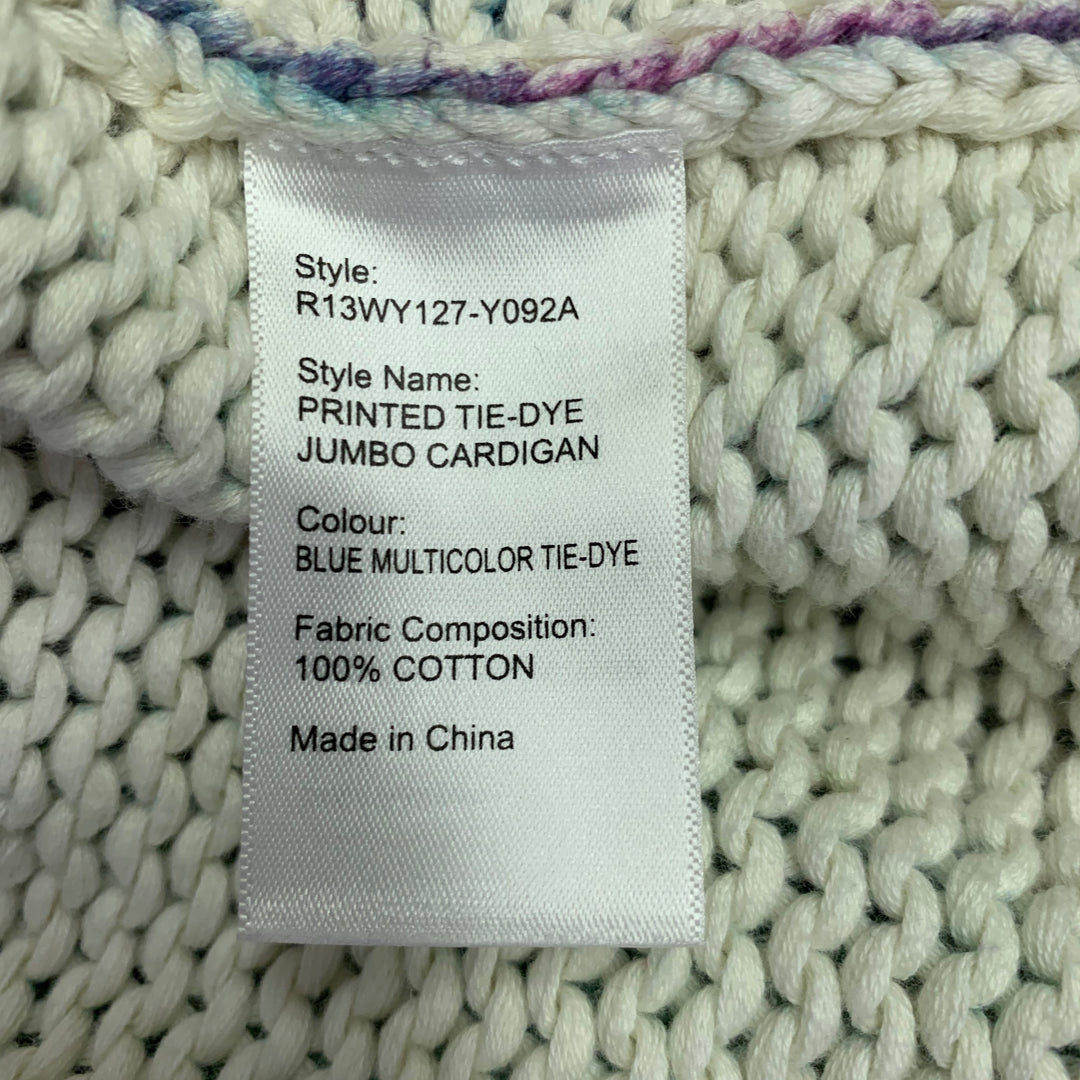 Style:
R13WY127-Y092A
Style Name:
PRINTED TIE-DYE
JUMBO CARDIGAN
Colour:
BLUE MULTICOLOR TIE-DYE
Fabric Composition:
100% COTTON
Made in China